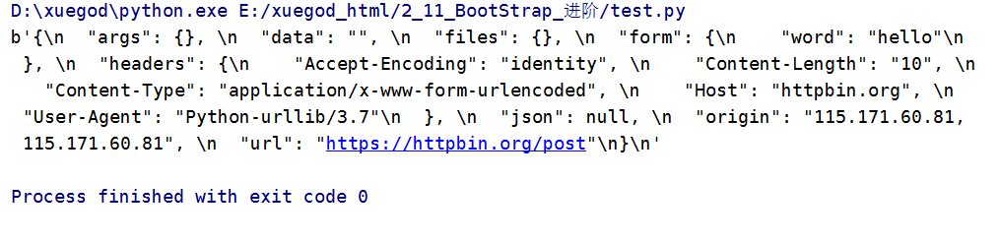 D:\xuegod\python.exe E:/xuegod_html/2_11_BootStrap_进阶/test.py
b'{\n  "args": {}, \n  "data": "", \n  "files": {}, \n  "form": {\n    "word": "hello"\n
 }, \n  "headers": {\n    "Accept-Encoding": "identity", \n    "Content-Length": "10", \n
   "Content-Type": "application/x-www-form-urlencoded", \n    "Host": "httpbin.org", \n
 "User-Agent": "Python-urllib/3.7"\n  }, \n  "json": null, \n  "origin": "115.171.60.81,
 115.171.60.81", \n  "url": "https://httpbin.org/post"\n}\n'
Process finished with exit code 0